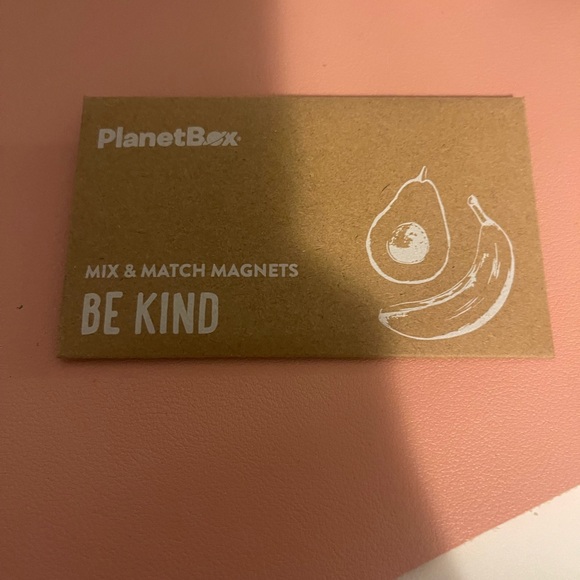 PlanetBox
MIX & MATCH MAGNETS
BE KIND